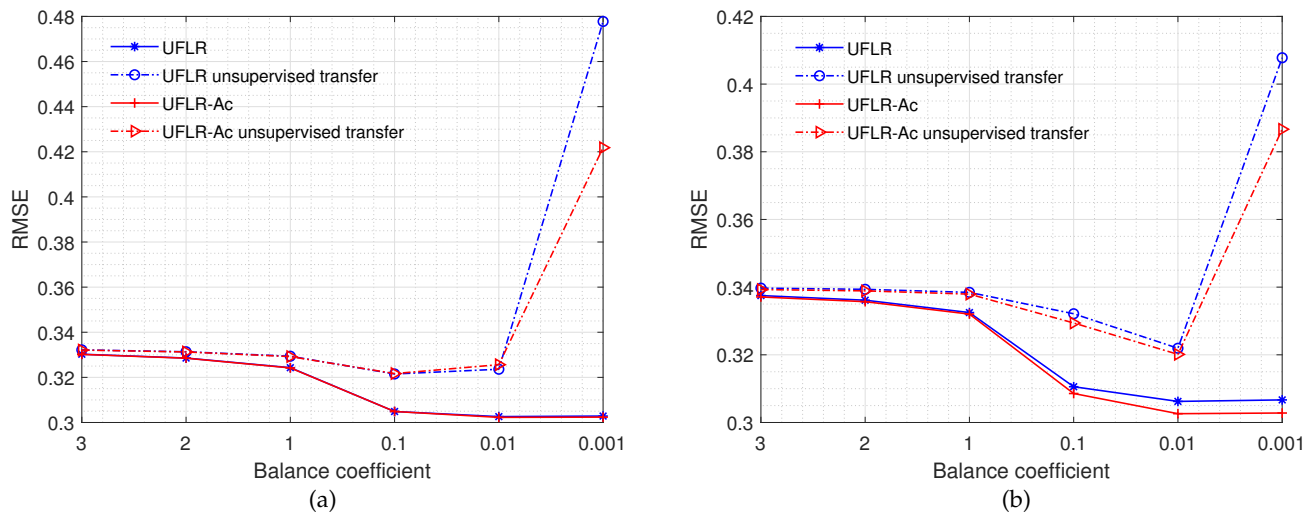 0.48
0.46
0.44
0.42
0.4
0.38
0.36
0.34
0.32
0.3
RMSE
UFLR
UFLR unsupervised transfer
UFLR-Ac
UFLR-Ac unsupervised transfer
3 2 1 0.1 0.01 0.001
Balance coefficient
(a)
0.42
0.4
0.38
0.36
0.34
0.32
0.3
RMSE
UFLR
UFLR unsupervised transfer
UFLR-Ac
UFLR-Ac unsupervised transfer
3 2 1 0.1 0.01 0.001
Balance coefficient
(b)